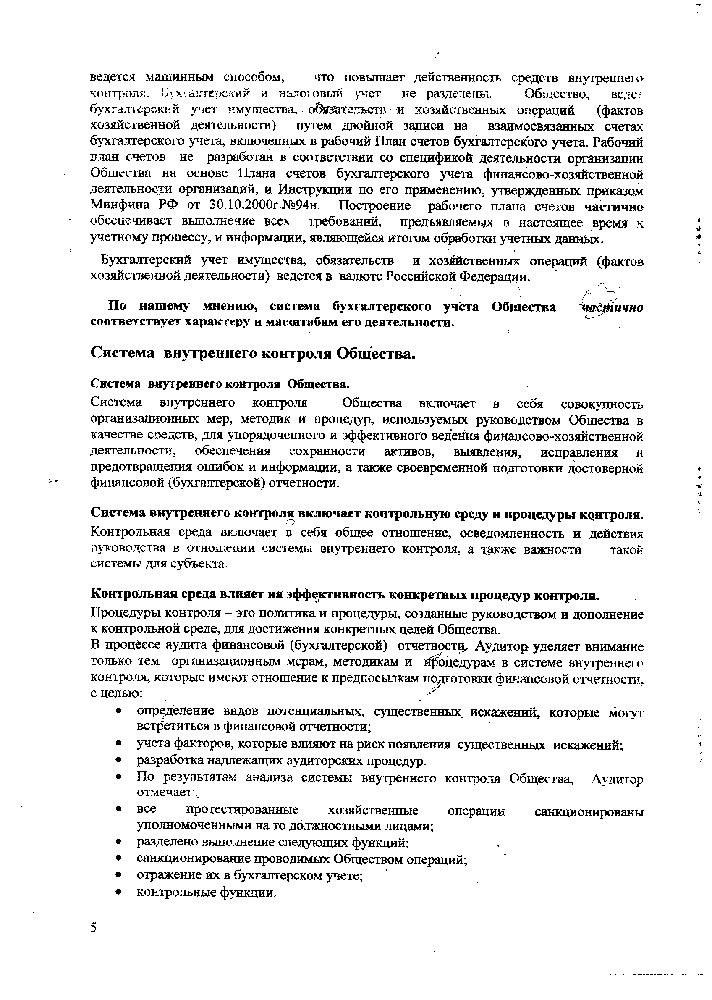 ведется машинным способом, что повышает действенность средств внутреннего
контроля. Бухгалтерский и налоговый учет не разделены. Общество, ведет
бухгалтерский учет имущества, обязательств и хозяйственных операций (фактов
хозяйственной деятельности) путем двойной записи на взаимосвязанных счетах
бухгалтерского учета, включенных в рабочий План счетов бухгалтерского учета. Рабочий
план счетов не разработан в соответствии со спецификой деятельности организации
Общества на основе Плана счетов бухгалтерского учета финансово-хозяйственной
деятельности организаций, и Инструкции по его применению, утвержденных приказом
Минфина РФ от 30.10.2000г.№94н. Построение рабочего плана счетов частично
обеспечивает выполнение всех требований, предъявляемых в настоящее время к
учетному процессу, и информации, являющейся итогом обработки учетных данных.
Бухгалтерский учет имущества, обязательств и хозяйственных операций (фактов
хозяйственной деятельности) ведется в валюте Российской Федерации.
По нашему мнению, система бухгалтерского учёта Общества частично
соответствует характеру и масштабам его деятельности.
Система внутреннего контроля Общества.
Система внутреннего контроля Общества.
Система внутреннего контроля Общества включает в себя совокупность
организационных мер, методик и процедур, используемых руководством Общества в
качестве средств, для упорядоченного и эффективного ведения финансово-хозяйственной
деятельности, обеспечения сохранности активов, выявления, исправления и
предотвращения ошибок и информации, а также своевременной подготовки достоверной
финансовой (бухгалтерской) отчетности.
Система внутреннего контроля включает контрольную среду и процедуры контроля.
Контрольная среда включает в себя общее отношение, осведомленность и действия
руководства в отношении системы внутреннего контроля, а также важности такой
системы для субъекта.
Контрольная среда влияет на эффективность конкретных процедур контроля.
Процедуры контроля – это политика и процедуры, созданные руководством и дополнение
к контрольной среде, для достижения конкретных целей Общества.
В процессе аудита финансовой (бухгалтерской) отчетности, Аудитор уделяет внимание
только тем организационным мерам, методикам и процедурам в системе внутреннего
контроля, которые имеют отношение к предпосылкам подготовки финансовой отчетности,
с целью:
• определение видов потенциальных, существенных искажений, которые могут
встретиться в финансовой отчетности;
• учета факторов, которые влияют на риск появления существенных искажений;
• разработка надлежащих аудиторских процедур.
• По результатам анализа системы внутреннего контроля Общества, Аудитор
отмечает:
• все протестированные хозяйственные операции санкционированы
уполномоченными на то должностными лицами;
• разделено выполнение следующих функций:
• санкционирование проводимых Обществом операций;
• отражение их в бухгалтерском учете;
• контрольные функции.
5